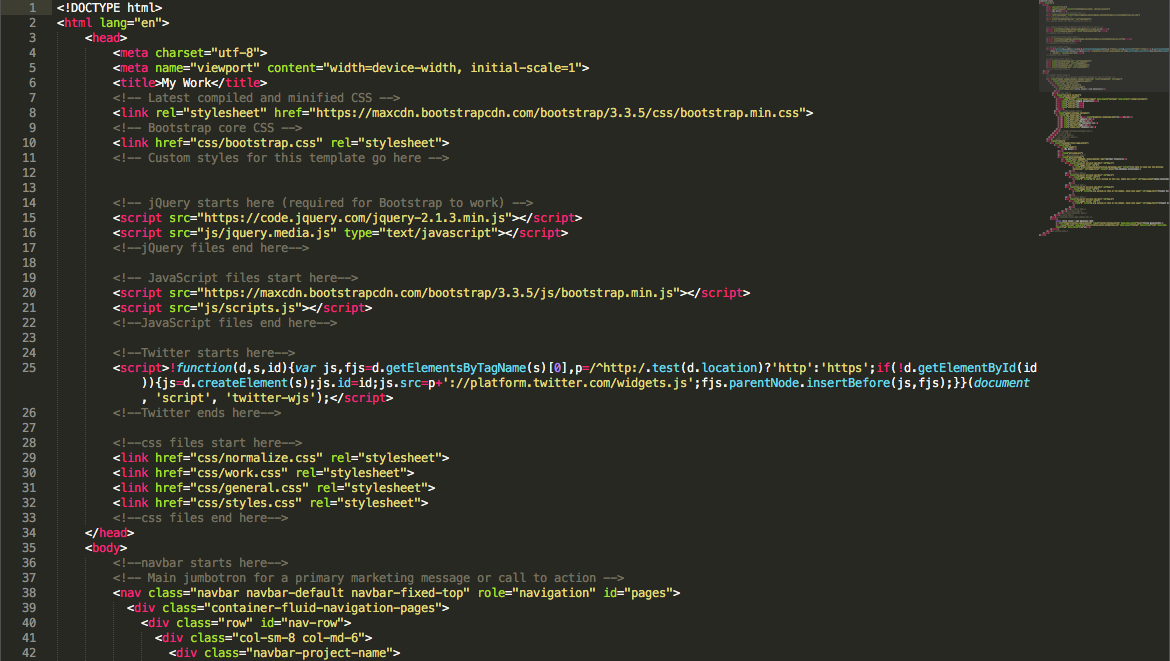 1 <!DOCTYPE html>
2 <html lang="en">
3 <head>
4 <meta charset="utf-8">
5 <meta name="viewport" content="width=device-width, initial-scale=1">
6 <title>My Work</title>
7 <!-- Latest compiled and minified CSS -->
8 <link rel="stylesheet" href="https://maxcdn.bootstrapcdn.com/bootstrap/3.3.5/css/bootstrap.min.css">
9 <!-- Bootstrap core CSS -->
10 <link href="css/bootstrap.css" rel="stylesheet">
11 <!-- Custom styles for this template go here -->
12
13
14 <!-- jQuery starts here (required for Bootstrap to work) -->
15 <script src="https://code.jquery.com/jquery-2.1.3.min.js"></script>
16 <script src="js/jquery.media.js" type="text/javascript"></script>
17 <!--jQuery files end here-->
18
19 <!-- JavaScript files start here-->
20 <script src="https://maxcdn.bootstrapcdn.com/bootstrap/3.3.5/js/bootstrap.min.js"></script>
21 <script src="js/scripts.js"></script>
22 <!--JavaScript files end here-->
23
24 <!--Twitter starts here-->
25 <script>!function(d,s,id){var js,fjs=d.getElementsByTagName(s)[0],p=/^http:/.test(d.location)?'http':'https';if(!d.getElementById(id
)){js=d.createElement(s);js.id=id;js.src=p+'://platform.twitter.com/widgets.js';fjs.parentNode.insertBefore(js,fjs);}}(document
, 'script', 'twitter-wjs');</script>
26 <!--Twitter ends here-->
27
28 <!--css files start here-->
29 <link href="css/normalize.css" rel="stylesheet">
30 <link href="css/work.css" rel="stylesheet">
31 <link href="css/general.css" rel="stylesheet">
32 <link href="css/styles.css" rel="stylesheet">
33 <!--css files end here-->
34 </head>
35 <body>
36 <!--navbar starts here-->
37 <!-- Main jumbotron for a primary marketing message or call to action -->
38 <nav class="navbar navbar-default navbar-fixed-top" role="navigation" id="pages">
39 <div class="container-fluid-navigation-pages">
40 <div class="row" id="nav-row">
41 <div class="col-sm-8 col-md-6">
42 <div class="navbar-project-name">